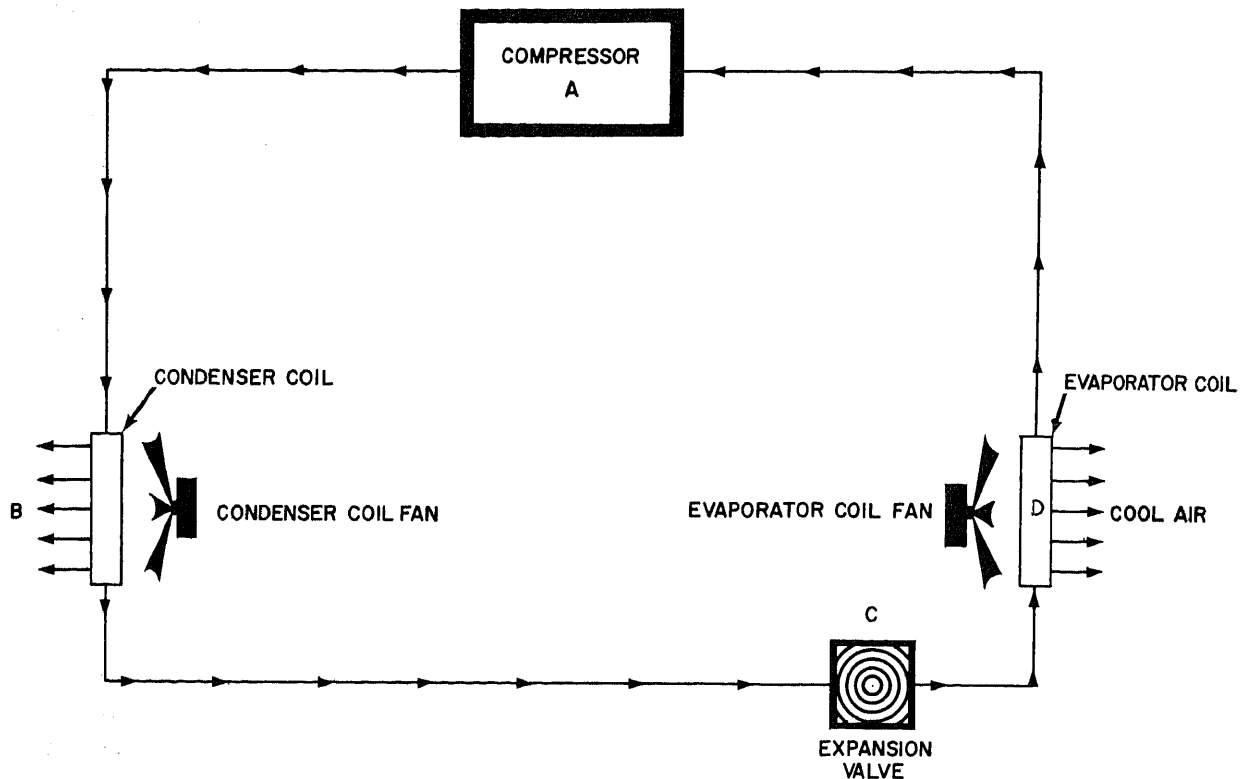 COMPRESSOR
A
CONDENSER COIL
EVAPORATOR COIL
B
CONDENSER COIL FAN
EVAPORATOR COIL FAN
D
COOL AIR
C
EXPANSION
VALVE